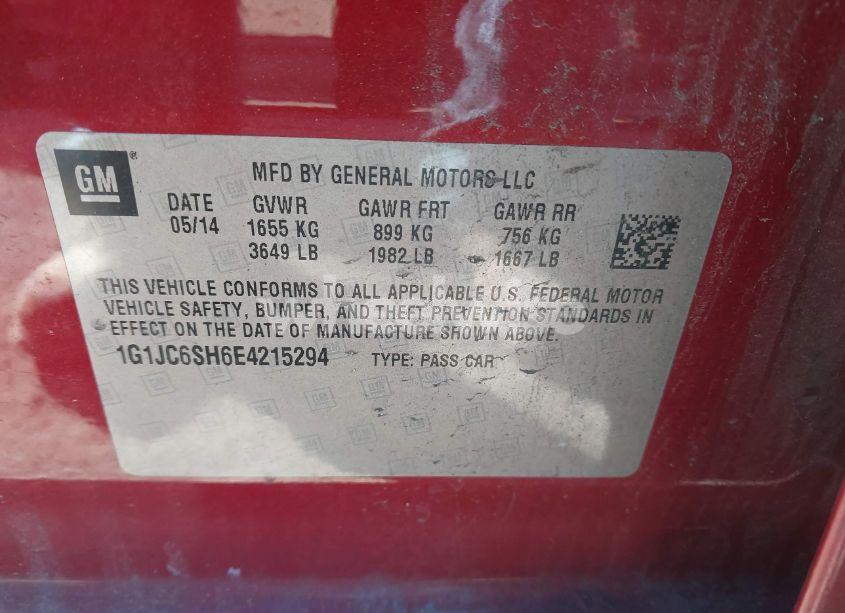 GM
MFD BY GENERAL MOTORS LLC
DATE GVWR GAWR FRT GAWR RR
05/14 1655 KG 899 KG 756 KG
3649 LB 1982 LB 1667 LB
THIS VEHICLE CONFORMS TO ALL APPLICABLE U.S. FEDERAL MOTOR
VEHICLE SAFETY, BUMPER, AND THEFT PREVENTION STANDARDS IN
EFFECT ON THE DATE OF MANUFACTURE SHOWN ABOVE.
1G1JC6SH6E4215294 TYPE: PASS CAR